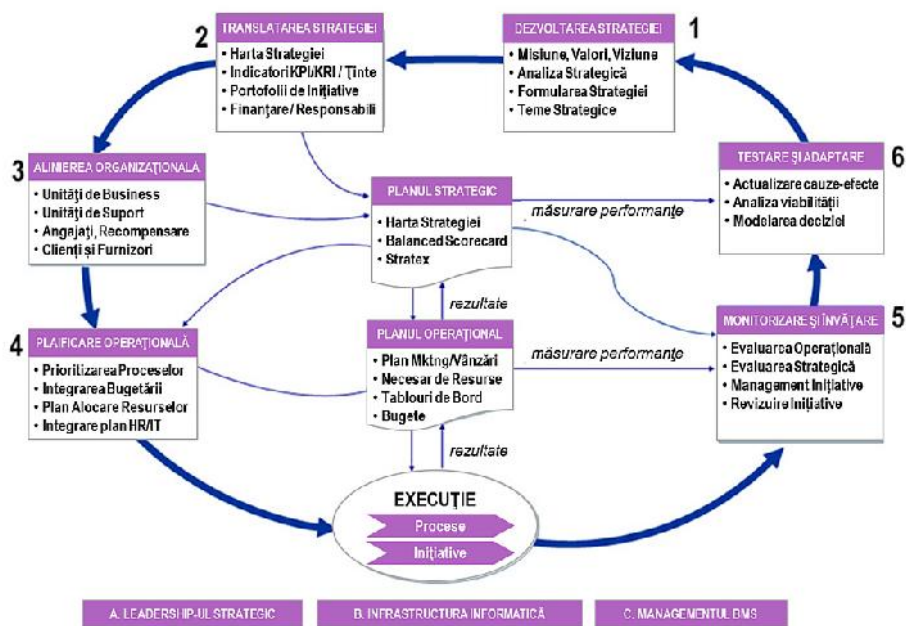 1
DEZVOLTAREA STRATEGIEI
• Misiune, Valori, Viziune
• Analiza Strategică
• Formularea Strategiei
• Teme Strategice
2
TRANSLATAREA STRATEGIEI
• Harta Strategiei
• Indicatori KPI/KRI / Ținte
• Portofolii de Inițiative
• Finanțare/ Responsabili
3
ALINIEREA ORGANIZAȚIONALA
• Unități de Business
• Unități de Suport
• Angajați, Recompensare
• Clienți și Furnizori
4
PLAIFICARE OPERAȚIONALĂ
• Prioritizarea Proceselor
• Integrarea Bugetării
• Plan Alocare Resurselor
• Integrare plan HR/IT
PLANUL STRATEGIC
• Harta Strategiei
• Balanced Scorecard
• Stratex
măsurare performanțe
rezultate
PLANUL OPERAȚIONAL
• Plan Mktng/Vânzări
• Necesar de Resurse
• Tablouri de Bord
• Bugete
măsurare performanțe
rezultate
EXECUȚIE
Procese
Inițiative
5
MONITORIZARE ȘI ÎNVĂȚARE
• Evaluarea Operațională
• Evaluarea Strategică
• Management Inițiative
• Revizuire Inițiative
6
TESTARE ȘI ADAPTARE
• Actualizare cauze-efecte
• Analiza viabilității
• Modelarea deciziei
A. LEADERSHIP-UL STRATEGIC
B. INFRASTRUCTURA INFORMATICĂ
C. MANAGEMENTUL BMS